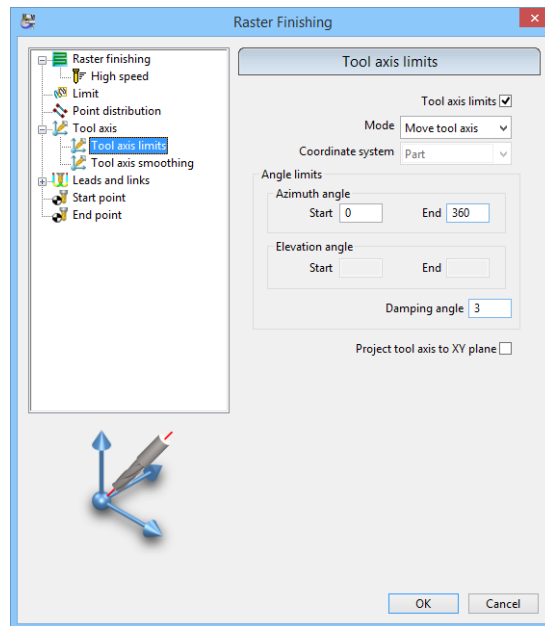 Raster Finishing
Raster finishing
High speed
Limit
Point distribution
Tool axis
Tool axis limits
Tool axis smoothing
Leads and links
Start point
End point
Tool axis limits
Tool axis limits
Mode Move tool axis
Coordinate system Part
Angle limits
Azimuth angle
Start 0 End 360
Elevation angle
Start End
Damping angle 3
Project tool axis to XY plane
OK Cancel